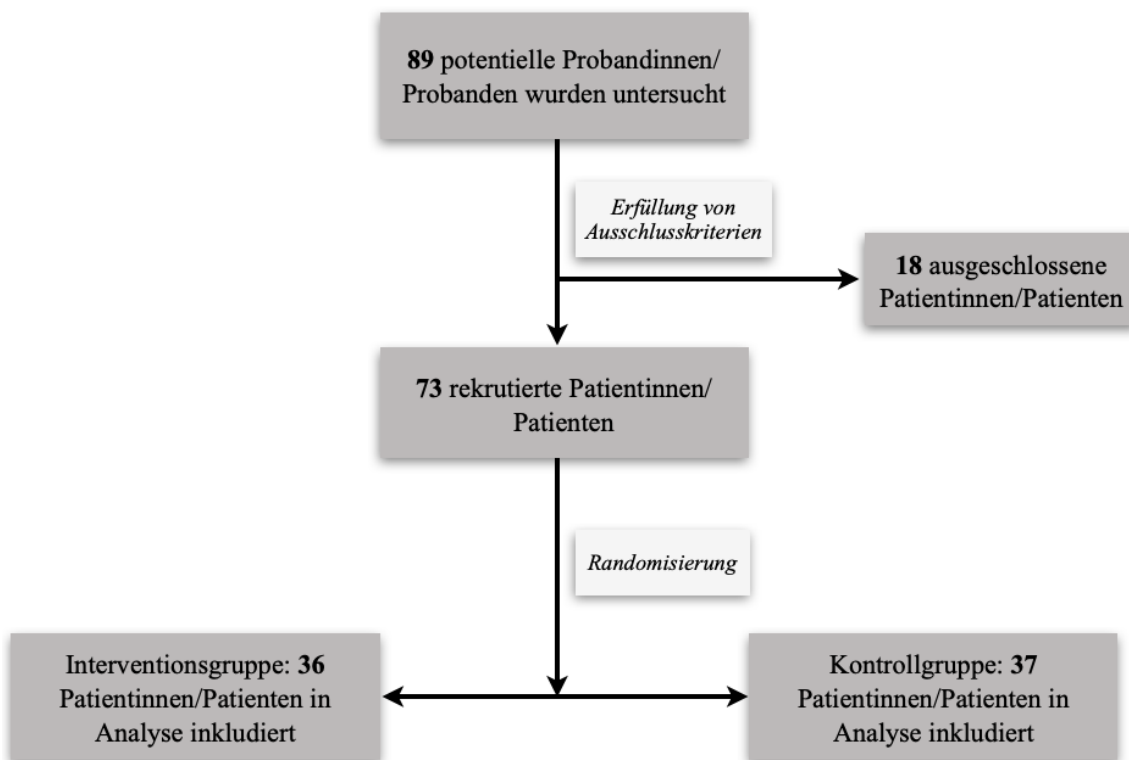 89 potentielle Probandinnen/
Probanden wurden untersucht
Erfüllung von
Ausschlusskriterien
18 ausgeschlossene
Patientinnen/Patienten
73 rekrutierte Patientinnen/
Patienten
Randomisierung
Interventionsgruppe: 36
Patientinnen/Patienten in
Analyse inkludiert
Kontrollgruppe: 37
Patientinnen/Patienten in
Analyse inkludiert